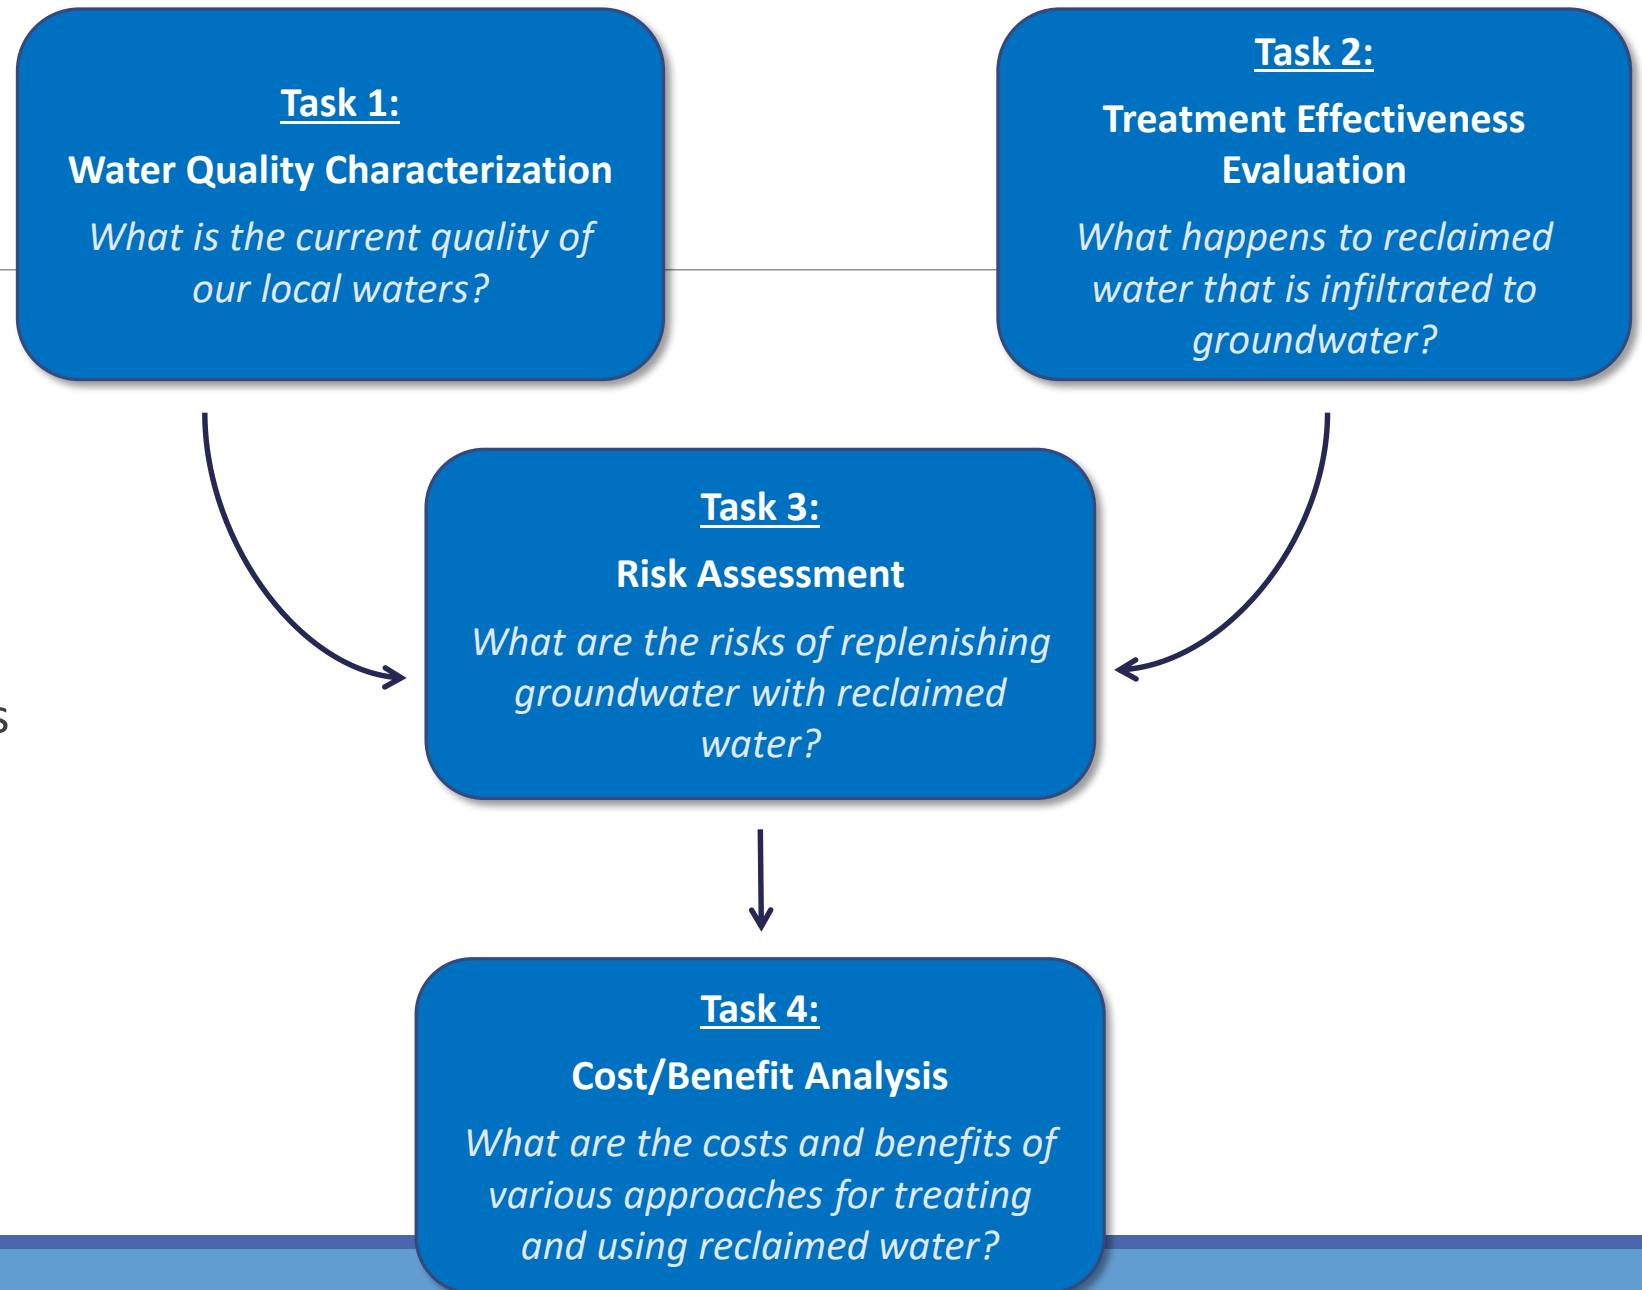 Task 1:
Water Quality Characterization
What is the current quality of
our local waters?
Task 2:
Treatment Effectiveness
Evaluation
What happens to reclaimed
water that is infiltrated to
groundwater?
Task 3:
Risk Assessment
What are the risks of replenishing
groundwater with reclaimed
water?
s
Task 4:
Cost/Benefit Analysis
What are the costs and benefits of
various approaches for treating
and using reclaimed water?